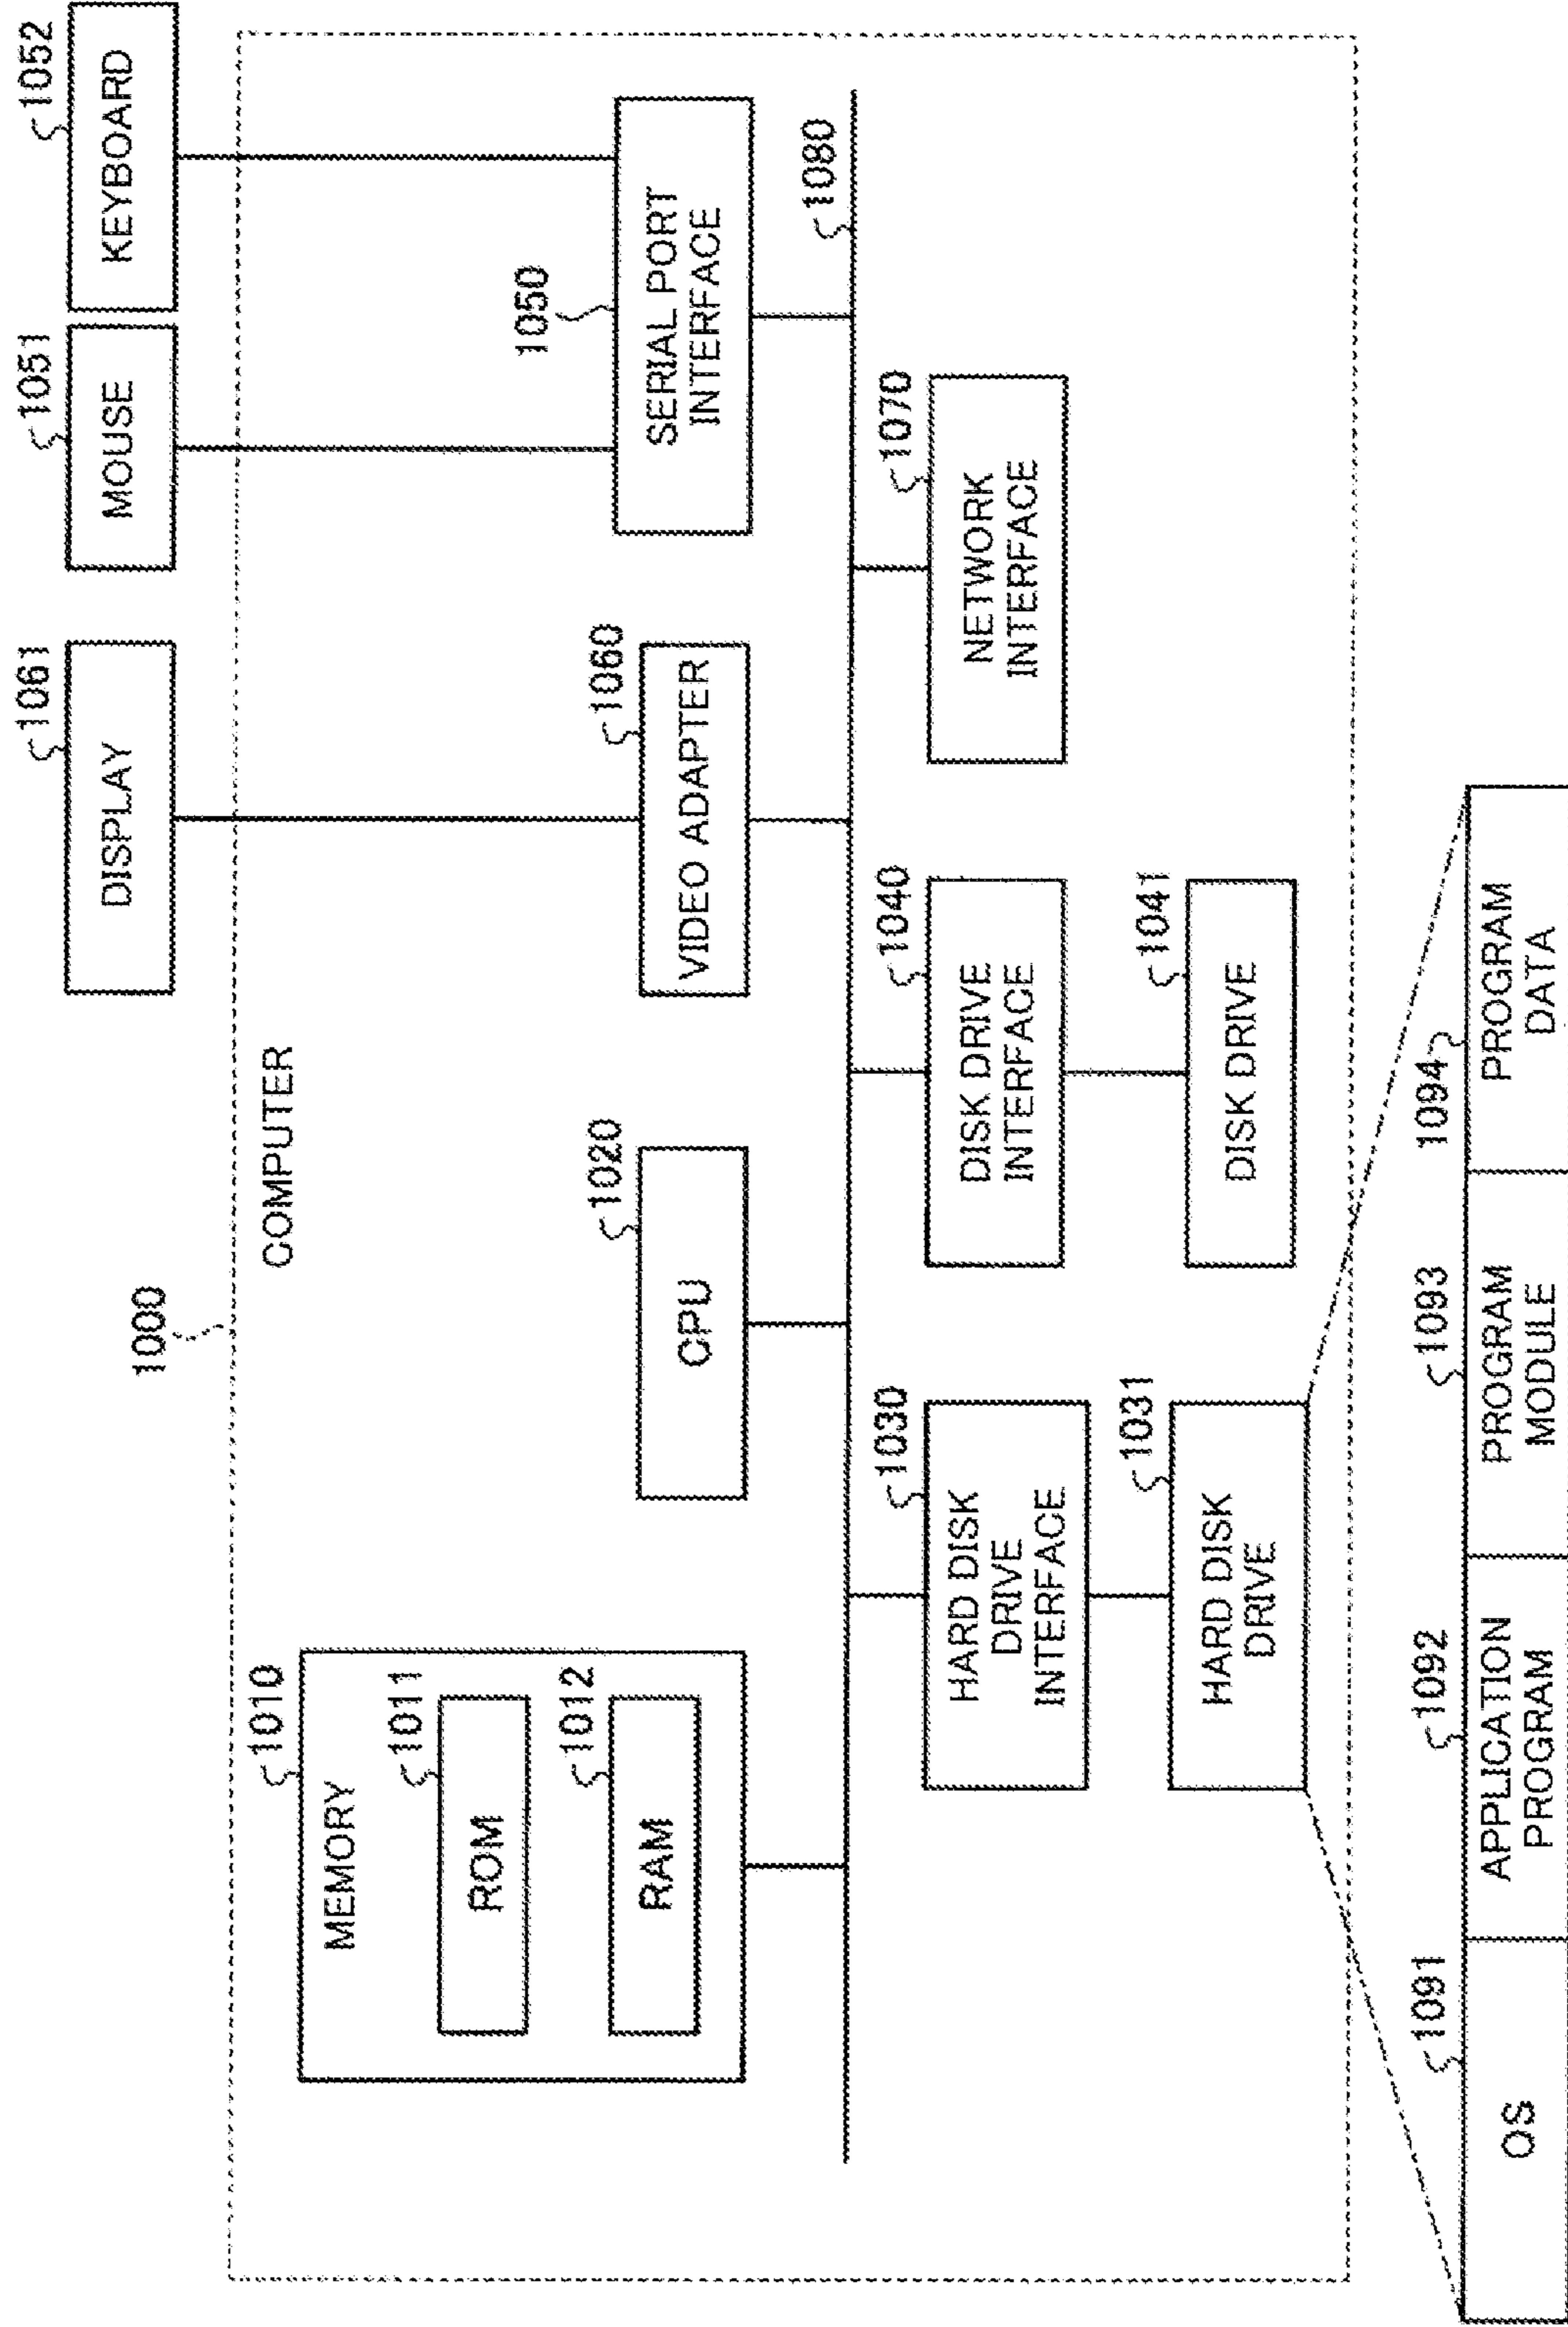 1000
COMPUTER
1010
MEMORY
1011
ROM
1012
RAM
1020
CPU
1061
DISPLAY
1060
VIDEO ADAPTER
1051
MOUSE
1052
KEYBOARD
1050
SERIAL PORT
INTERFACE
1080
1030
HARD DISK
DRIVE
INTERFACE
1031
HARD DISK
DRIVE
1040
DISK DRIVE
INTERFACE
1041
DISK DRIVE
1070
NETWORK
INTERFACE
1091
OS
1092
APPLICATION
PROGRAM
1093
PROGRAM
MODULE
1094
PROGRAM
DATA